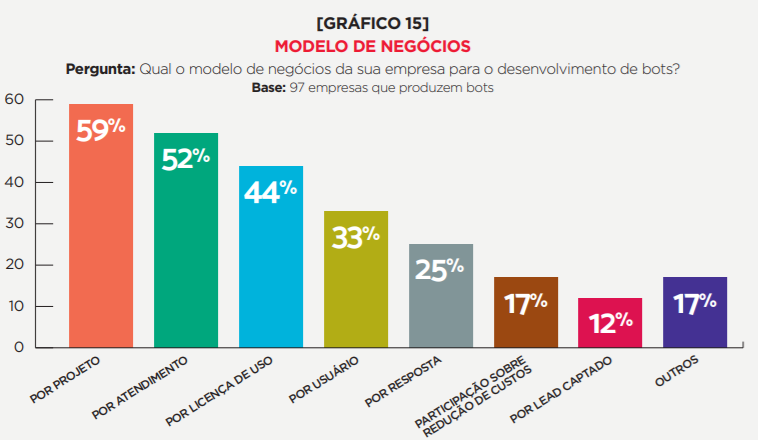 [GRÁFICO 15]
MODELO DE NEGÓCIOS
Pergunta: Qual o modelo de negócios da sua empresa para o desenvolvimento de bots?
Base: 97 empresas que produzem bots
60
50
40
30
20
10
0
59%
52%
44%
33%
25%
17%
12%
17%
POR PROJETO
POR ATENDIMENTO
POR LICENÇA DE USO
POR USUÁRIO
POR RESPOSTA
PARTICIPAÇÃO SOBRE
REDUÇÃO DE CUSTOS
POR LEAD CAPTADO
OUTROS